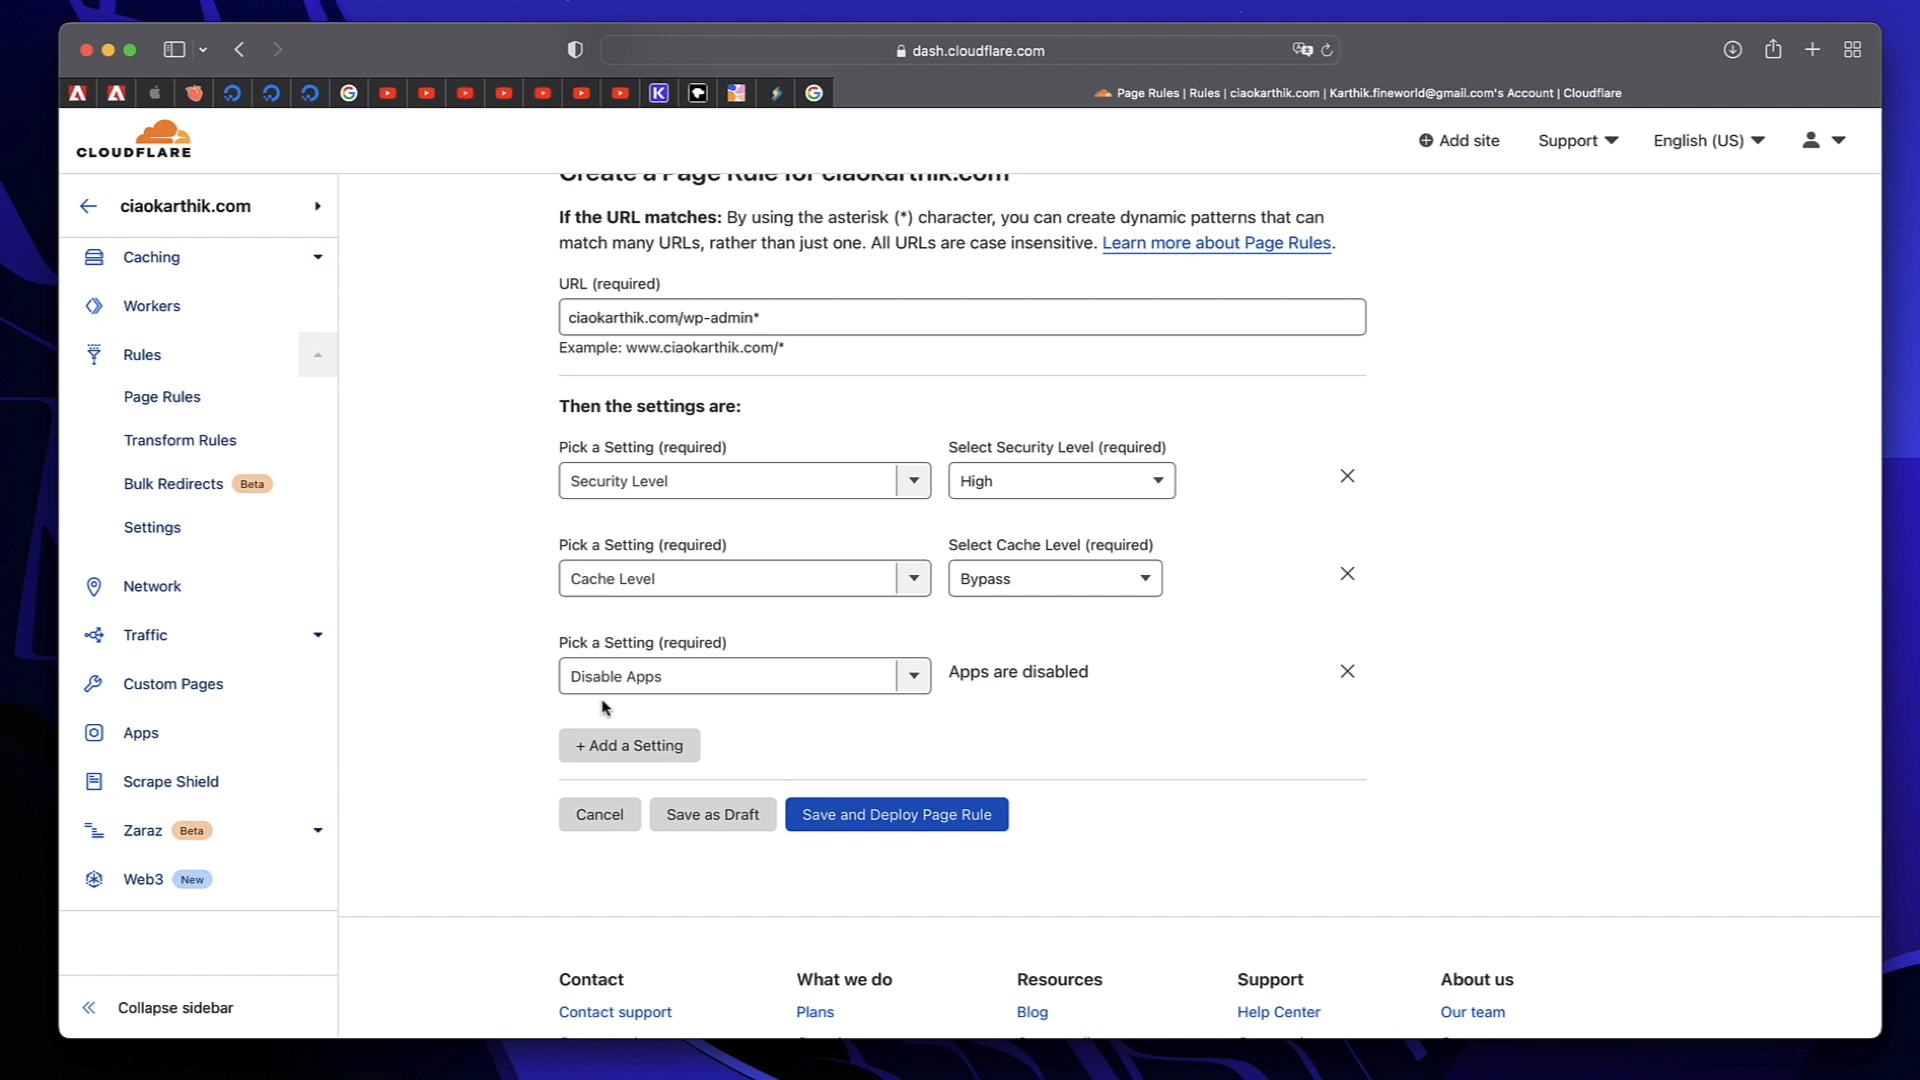 dash.cloudflare.com
Page Rules | Rules | ciaokarthik.com | Karthik.fineworld@gmail.com's Account | Cloudflare
CLOUDFLARE
Add site
Support
English (US)
ciaokarthik.com
Caching
Workers
Rules
Page Rules
Transform Rules
Bulk Redirects Beta
Settings
Network
Traffic
Custom Pages
Apps
Scrape Shield
Zaraz Beta
Web3 New
Collapse sidebar
Create a Page Rule for ciaokarthik.com
If the URL matches: By using the asterisk (*) character, you can create dynamic patterns that can
match many URLs, rather than just one. All URLs are case insensitive. Learn more about Page Rules.
URL (required)
ciaokarthik.com/wp-admin*
Example: www.ciaokarthik.com/*
Then the settings are:
Pick a Setting (required)
Select Security Level (required)
Security Level
High
Pick a Setting (required)
Select Cache Level (required)
Cache Level
Bypass
Pick a Setting (required)
Disable Apps
Apps are disabled
+ Add a Setting
Cancel
Save as Draft
Save and Deploy Page Rule
Contact
What we do
Resources
Support
About us
Contact support
Plans
Blog
Help Center
Our team